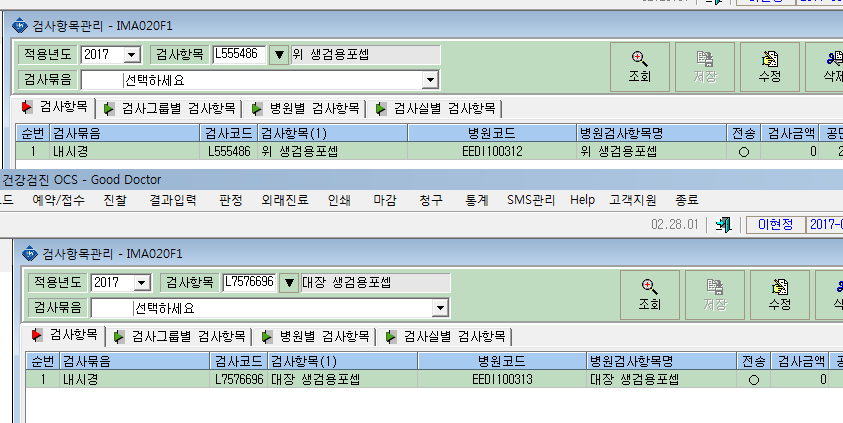 검사항목관리 - IMA020F1
적용년도 2017 검사항목 L555486 위 생검용포셉
검사묶음 선택하세요
조회 저장 수정
검사항목 검사그룹별 검사항목 병원별 검사항목 검사실별 검사항목
순번 검사묶음 검사코드 검사항목(1) 병원코드 병원검사항목명 전송 검사금액
1 내시경 L555486 위 생검용포셉 EEDI100312 위 생검용포셉 0
건강검진 OCS - Good Doctor
드 예약/접수 진찰 결과입력 판정 외래진료 인쇄 마감 청구 통계 SMS관리 Help 고객지원 종료
02.28.01 이현정 2017-0
검사항목관리 - IMA020F1
적용년도 2017 검사항목 L7576696 대장 생검용포셉
검사묶음 선택하세요
조회 저장 수정
검사항목 검사그룹별 검사항목 병원별 검사항목 검사실별 검사항목
순번 검사묶음 검사코드 검사항목(1) 병원코드 병원검사항목명 전송 검사금액
1 내시경 L7576696 대장 생검용포셉 EEDI100313 대장 생검용포셉 0